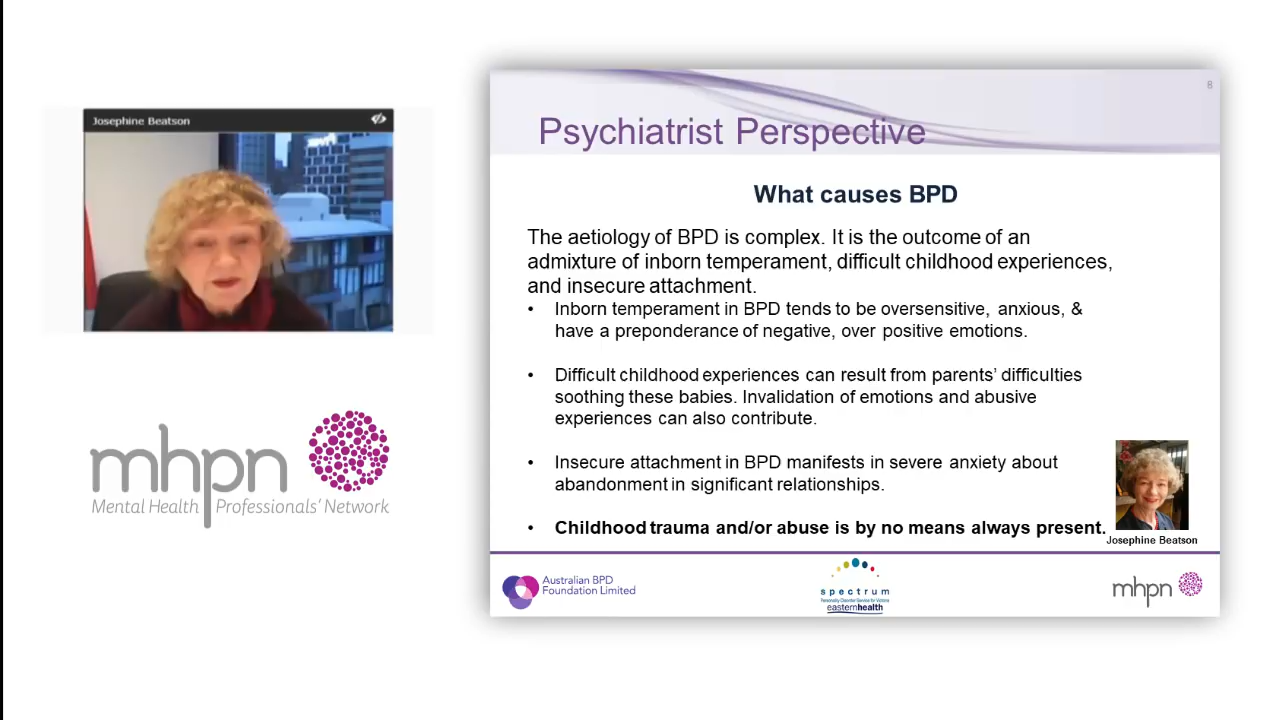 Josephine Beatson
mhpn
Mental Health Professionals' Network
8
Psychiatrist Perspective
What causes BPD
The aetiology of BPD is complex. It is the outcome of an
admixture of inborn temperament, difficult childhood experiences,
and insecure attachment.
• Inborn temperament in BPD tends to be oversensitive, anxious, &
have a preponderance of negative, over positive emotions.
• Difficult childhood experiences can result from parents' difficulties
soothing these babies. Invalidation of emotions and abusive
experiences can also contribute.
• Insecure attachment in BPD manifests in severe anxiety about
abandonment in significant relationships.
• Childhood trauma and/or abuse is by no means always present.
Josephine Beatson
Australian BPD
Foundation Limited
spectrum
Personality Disorder Service for Victoria
easternhealth
mhpn